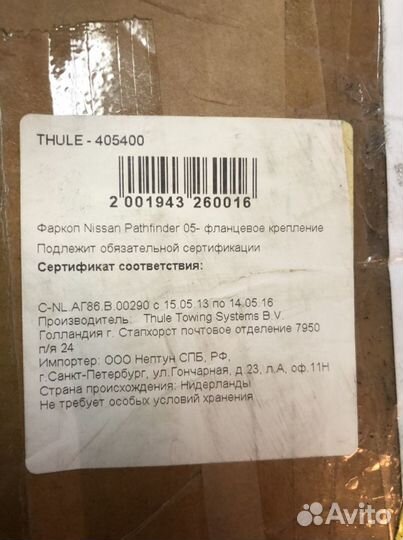 THULE - 405400
2 001943 260016
Фаркоп Nissan Pathfinder 05- фланцевое крепление
Подлежит обязательной сертификации
Сертификат соответствия:
C-NL.АГ86.В.00290 с 15.05.13 по 14.05.16
Производитель: Thule Towing Systems B.V.
Голландия г. Стапхорст почтовое отделение 7950
п/я 24
Импортер: ООО Нептун СПБ, РФ,
г.Санкт-Петербург, ул.Гончарная, д.23, л.А, оф.11Н
Страна происхождения: Нидерланды
Не требует особых условий хранения
Avito